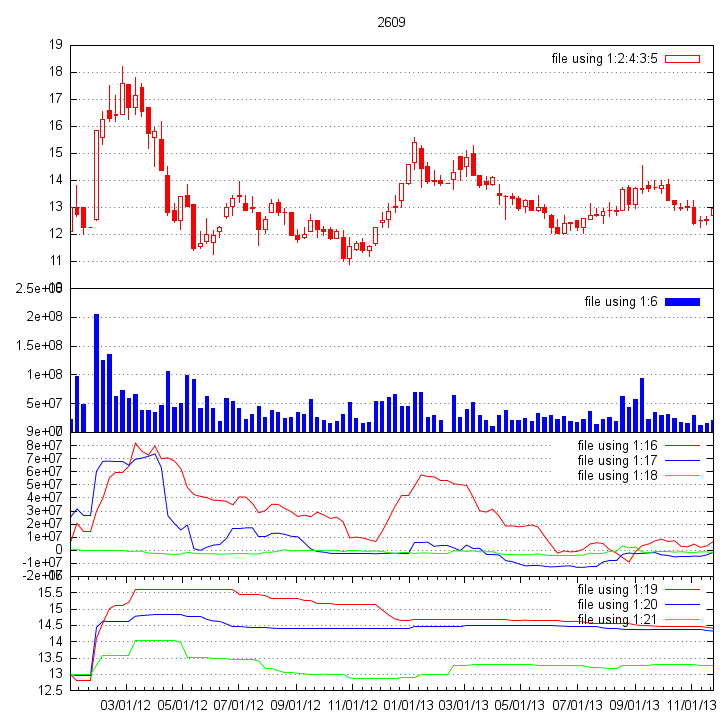 2609
19
file using 1:2:4:3:5
18
17
16
15
14
13
12
11
file using 1:6
2e+08
1.5e+08
1e+08
5e+07
8e+07
file using 1:16
7e+07
file using 1:17
6e+07
file using 1:18
5e+07
4e+07
3e+07
2e+07
1e+07
0
-1e+07
15.5
file using 1:19
15
file using 1:20
14.5
file using 1:21
14
13.5
13
12.5
03/01/12 05/01/12 07/01/12 09/01/12 11/01/12 01/01/13 03/01/13 05/01/13 07/01/13 09/01/13 11/01/13